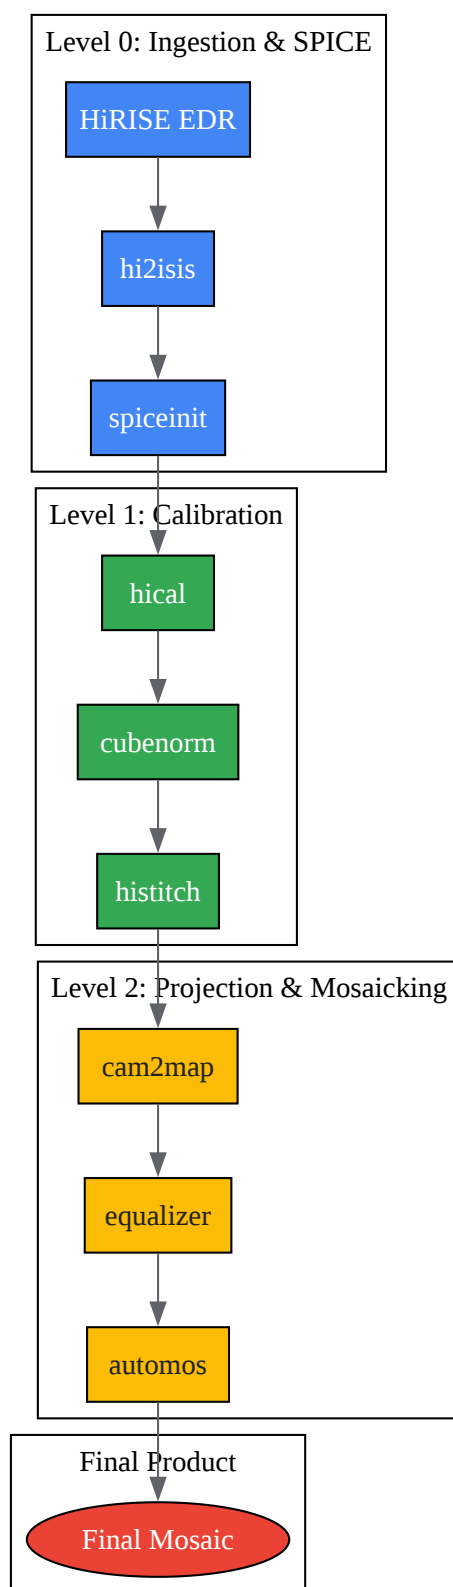 Level 0: Ingestion & SPICE
HiRISE EDR
hi2isis
spiceinit
Level 1: Calibration
hical
cubenorm
histitch
Level 2: Projection & Mosaicking
cam2map
equalizer
automos
Final Product
Final Mosaic